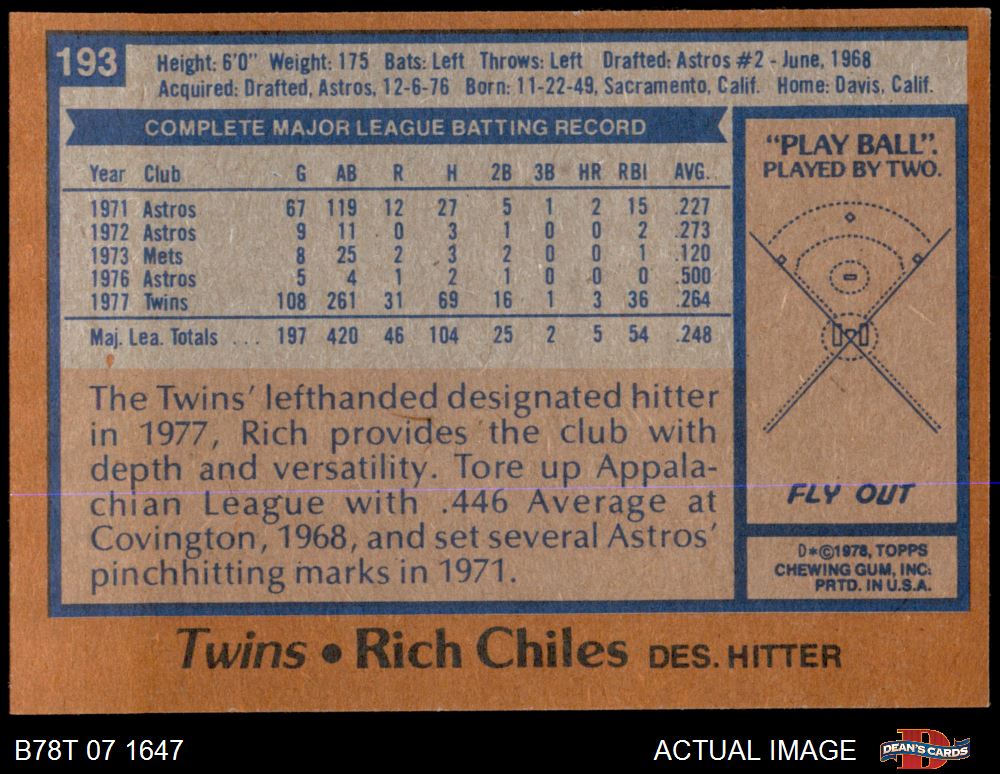 193
Height: 6'0" Weight: 175 Bats: Left Throws: Left Drafted: Astros #2 - June, 1968
Acquired: Drafted, Astros, 12-6-76 Born: 11-22-49, Sacramento, Calif. Home: Davis, Calif.
COMPLETE MAJOR LEAGUE BATTING RECORD
Year Club G AB R H 2B 3B HR RBI AVG.
1971 Astros 67 119 12 27 5 1 2 15 .227
1972 Astros 9 11 0 3 1 0 0 2 .273
1973 Mets 8 25 2 3 2 0 0 1 .120
1976 Astros 5 4 1 2 1 0 0 0 .500
1977 Twins 108 261 31 69 16 1 3 36 .264
Maj. Lea. Totals ... 197 420 46 104 25 2 5 54 .248
The Twins' lefthanded designated hitter
in 1977, Rich provides the club with
depth and versatility. Tore up Appala-
chian League with .446 Average at
Covington, 1968, and set several Astros'
pinchhitting marks in 1971.
"PLAY BALL".
PLAYED BY TWO.
FLY OUT
D*©1978, TOPPS
CHEWING GUM, INC.
PRTD. IN U.S.A.
Twins • Rich Chiles DES. HITTER
B78T 07 1647
ACTUAL IMAGE
DEAN'S CARDS